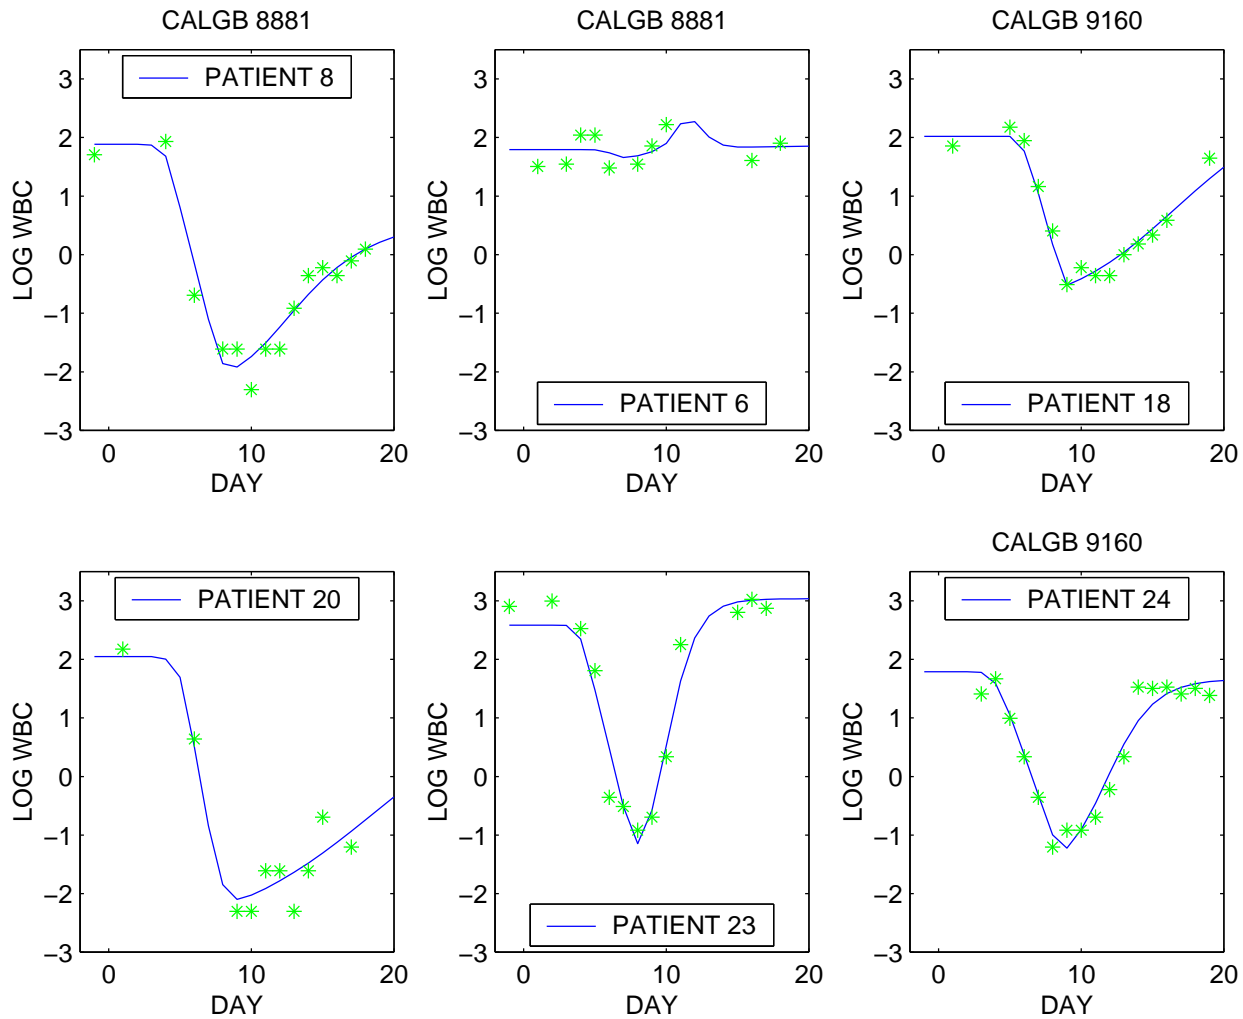 CALGB 8881
PATIENT 8
3
2
1
0
−1
−2
−3
LOG WBC
0 10 20
DAY
CALGB 8881
3
2
1
0
−1
−2
−3
LOG WBC
PATIENT 6
0 10 20
DAY
CALGB 9160
3
2
1
0
−1
−2
−3
LOG WBC
PATIENT 18
0 10 20
DAY
PATIENT 20
3
2
1
0
−1
−2
−3
LOG WBC
0 10 20
DAY
3
2
1
0
−1
−2
−3
LOG WBC
PATIENT 23
0 10 20
DAY
CALGB 9160
PATIENT 24
3
2
1
0
−1
−2
−3
LOG WBC
0 10 20
DAY